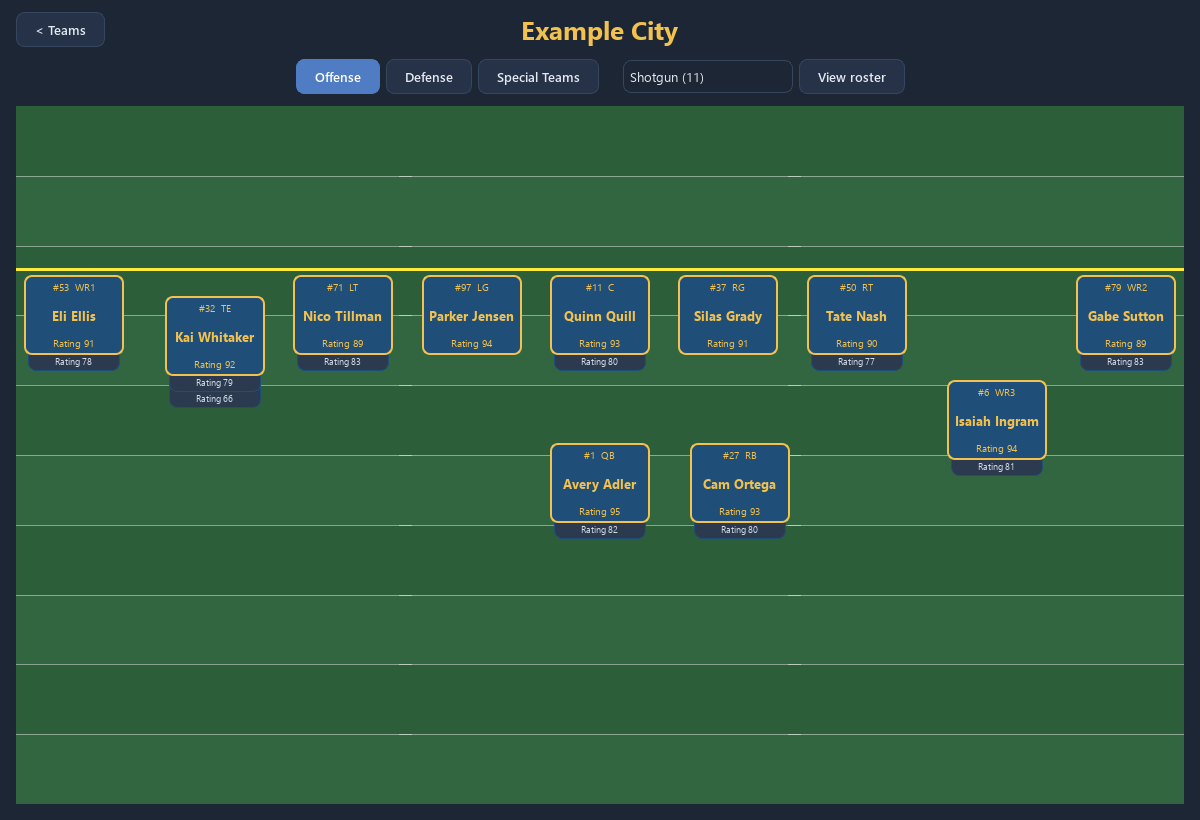 < Teams
Example City
Offense
Defense
Special Teams
Shotgun (11)
View roster
#53 WR1
Eli Ellis
Rating 91
Rating 78
#32 TE
Kai Whitaker
Rating 92
Rating 79
Rating 66
#71 LT
Nico Tillman
Rating 89
Rating 83
#97 LG
Parker Jensen
Rating 94
#11 C
Quinn Quill
Rating 93
Rating 80
#37 RG
Silas Grady
Rating 91
#50 RT
Tate Nash
Rating 90
Rating 77
#79 WR2
Gabe Sutton
Rating 89
Rating 83
#6 WR3
Isaiah Ingram
Rating 94
Rating 81
#1 QB
Avery Adler
Rating 95
Rating 82
#27 RB
Cam Ortega
Rating 93
Rating 80